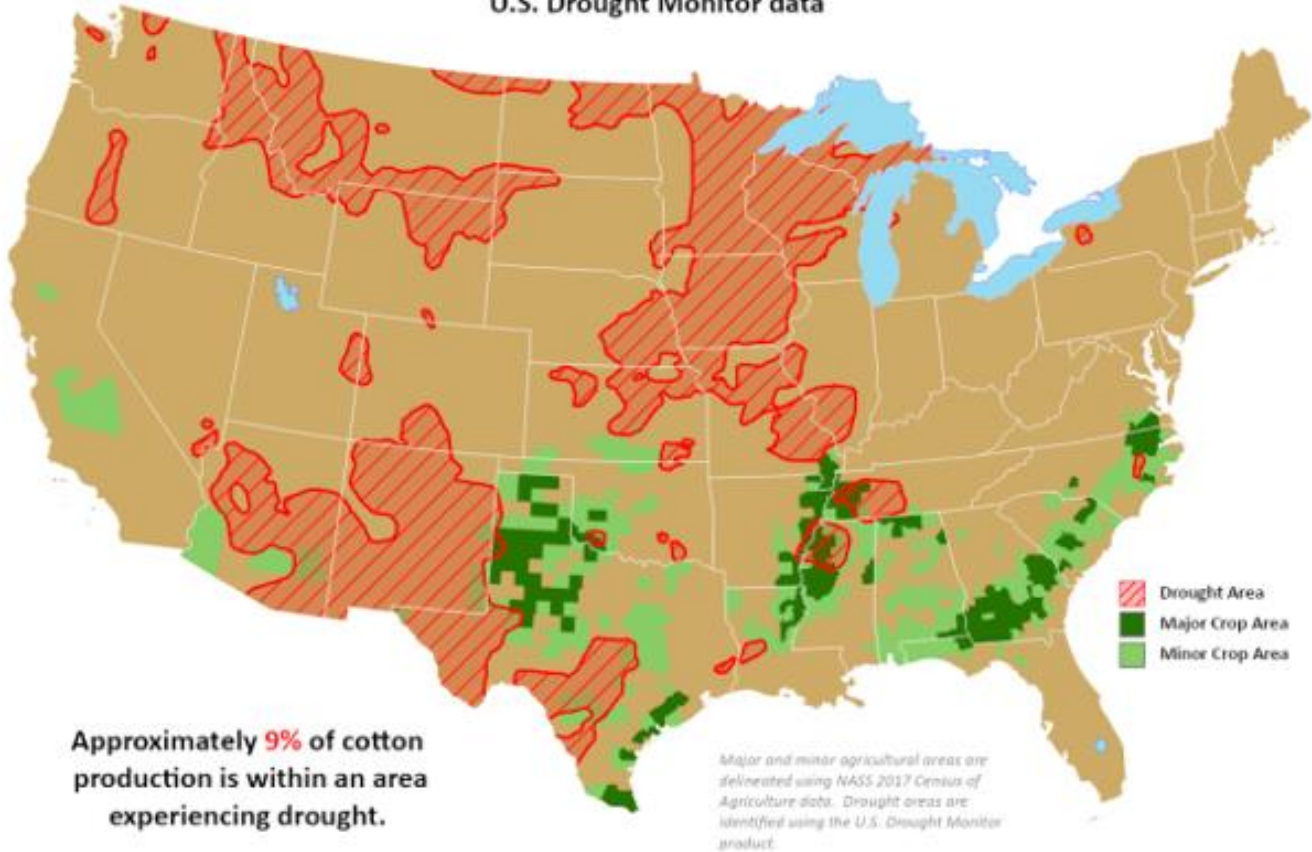 U.S. Drought Monitor data
Drought Area
Major Crop Area
Minor Crop Area
Approximately 9% of cotton
production is within an area
experiencing drought.
Major and minor agricultural areas are
delineated using NASS 2017 Census of
Agriculture data. Drought areas are
identified using the U.S. Drought Monitor
product.